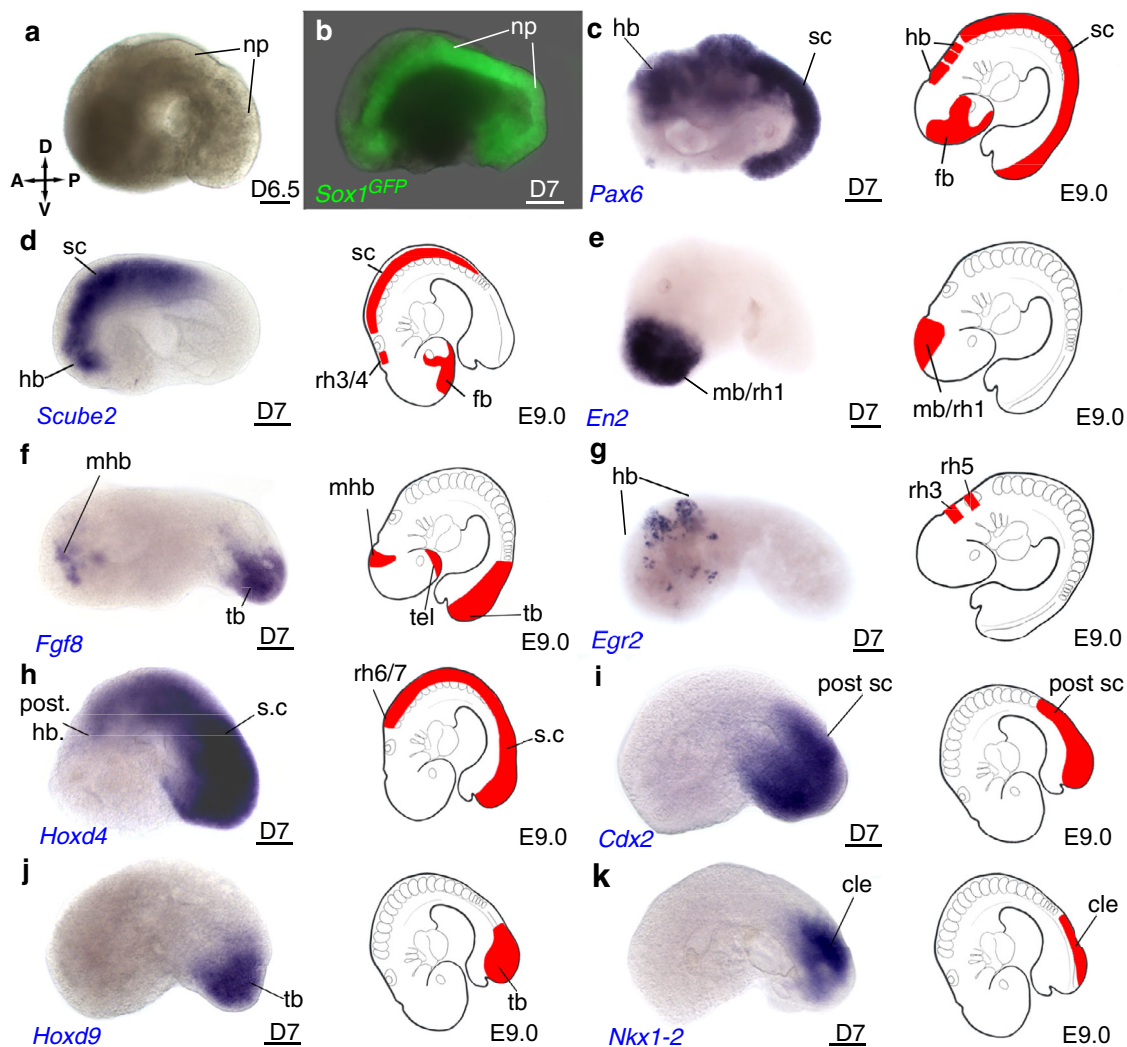 a
np
D
A
P
V
D6.5
b
np
Sox1GFP
D7
c
hb
sc
Pax6
D7
hb
sc
fb
E9.0
d
sc
hb
Scube2
D7
sc
rh3/4
fb
E9.0
e
mb/rh1
En2
D7
mb/rh1
E9.0
f
mhb
tb
Fgf8
D7
mhb
tel
tb
E9.0
g
hb
Egr2
D7
rh3
rh5
E9.0
h
post.
hb.
s.c
Hoxd4
D7
rh6/7
s.c
E9.0
i
post sc
Cdx2
D7
post sc
E9.0
j
tb
Hoxd9
D7
tb
E9.0
k
cle
Nkx1-2
D7
cle
E9.0